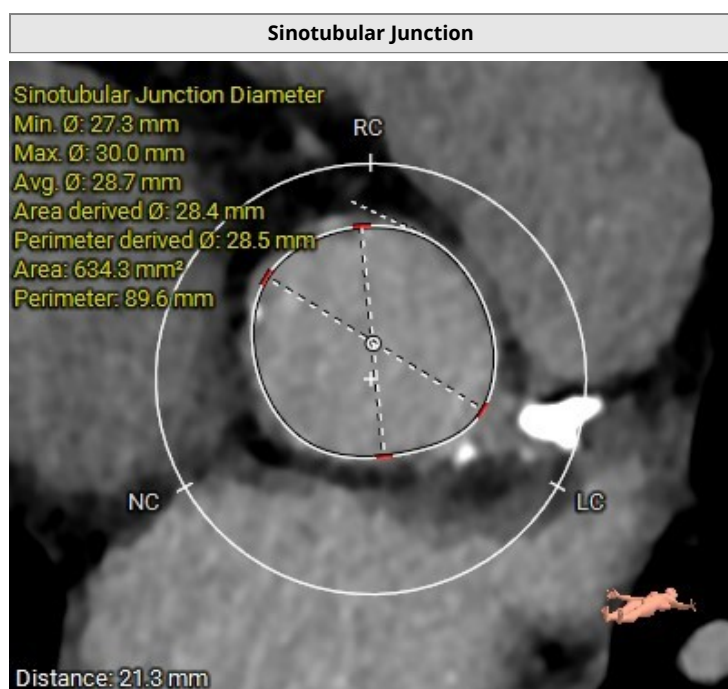 Sinotubular Junction
Sinotubular Junction Diameter
Min. Ø: 27.3 mm
Max. Ø: 30.0 mm
Avg. Ø: 28.7 mm
Area derived Ø: 28.4 mm
Perimeter derived Ø: 28.5 mm
Area: 634.3 mm²
Perimeter: 89.6 mm
RC
NC
LC
Distance: 21.3 mm